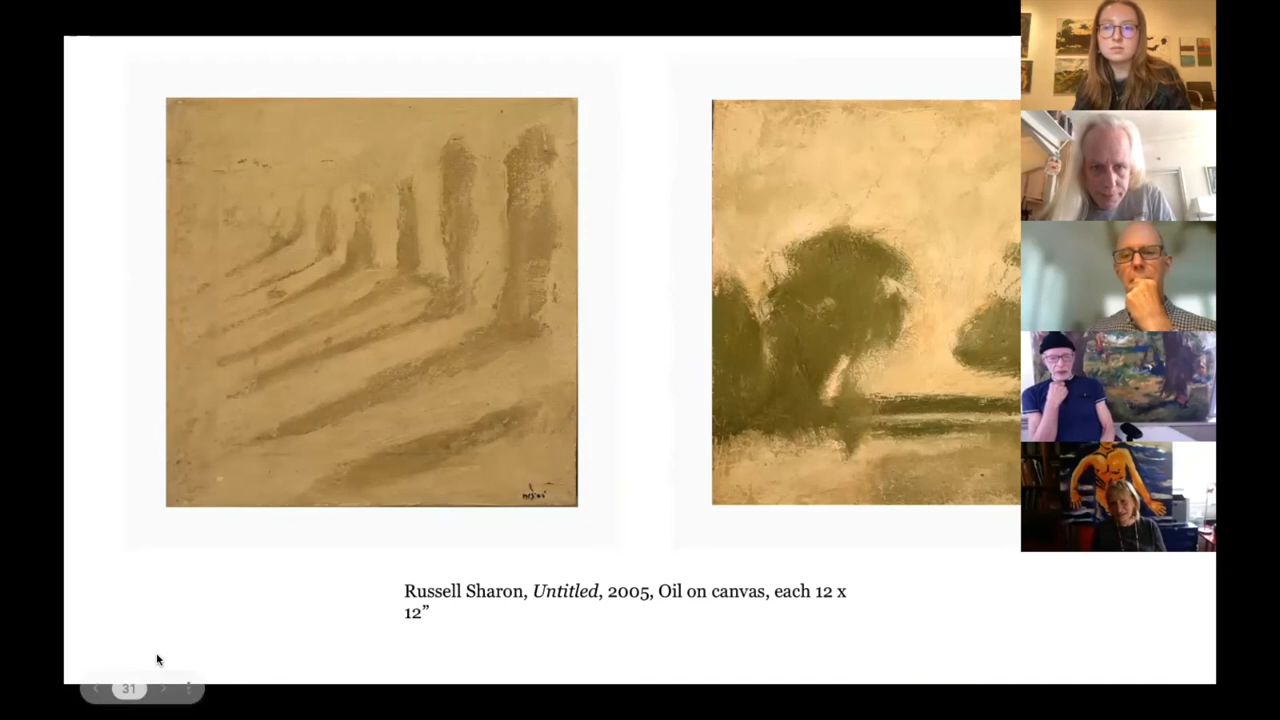 Russell Sharon, Untitled, 2005, Oil on canvas, each 12 x
12”
31